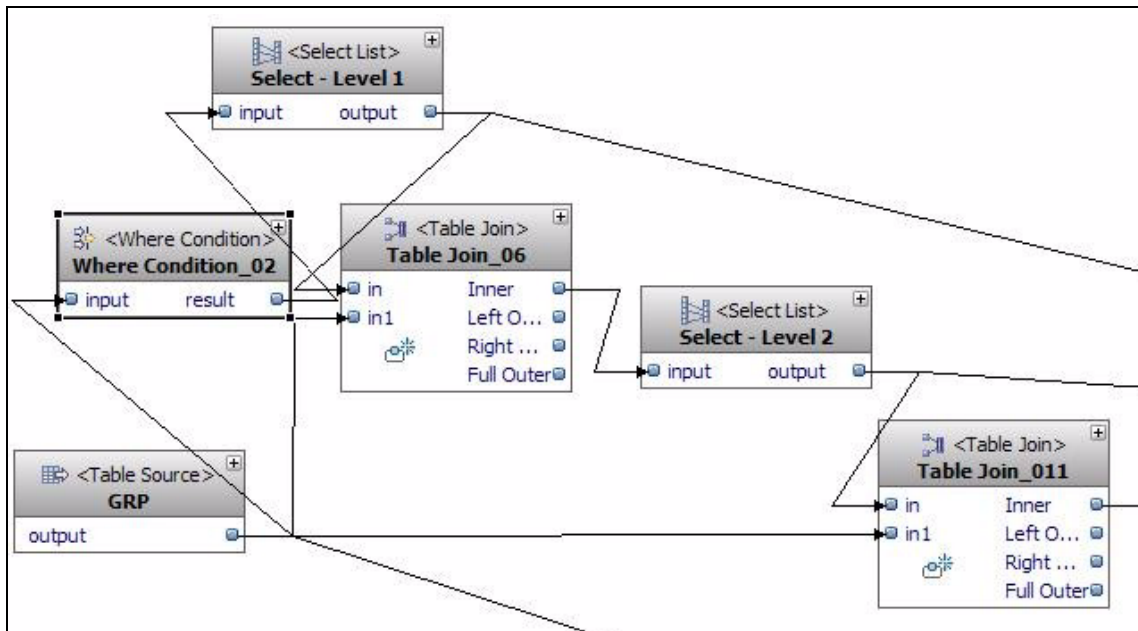 <Select List>
Select - Level 1
input output
<Where Condition>
Where Condition_02
input result
<Table Join>
Table Join_06
in Inner
in1 Left O...
Right ...
Full Outer
<Select List>
Select - Level 2
input output
<Table Source>
GRP
output
<Table Join>
Table Join_011
in Inner
in1 Left O...
Right ...
Full Outer